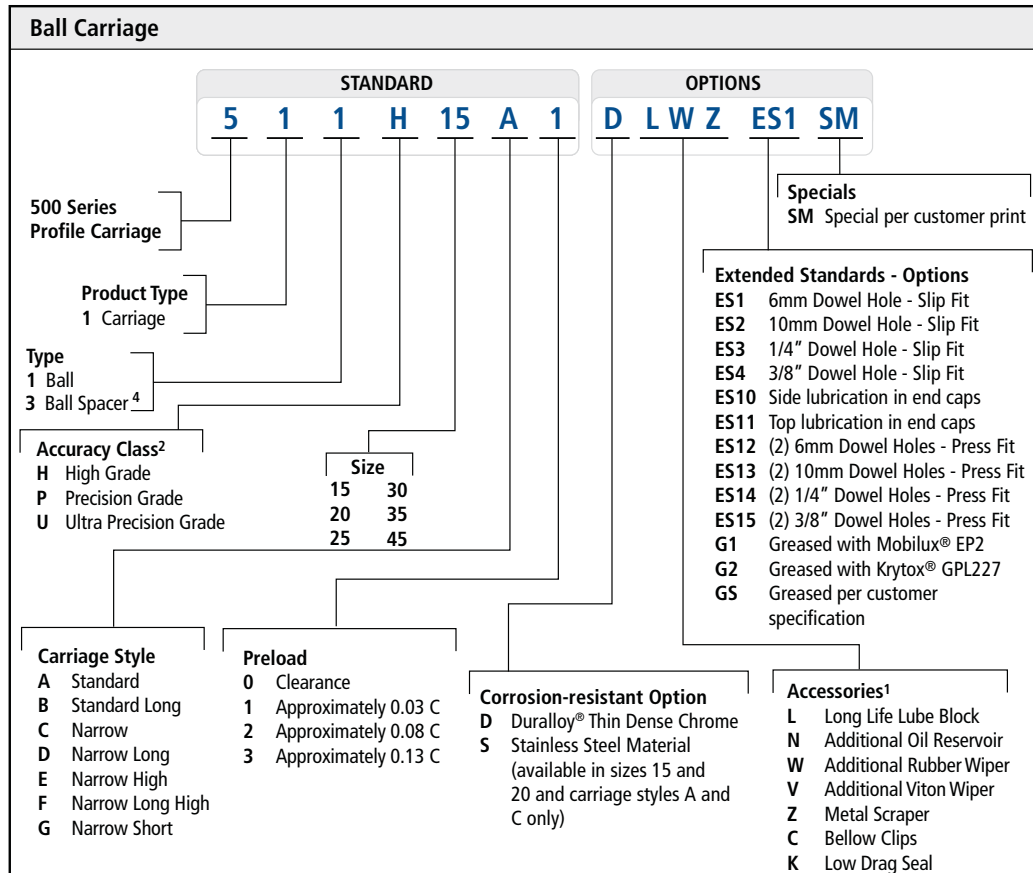 Ball Carriage
STANDARD
OPTIONS
5 1 1 H 15 A 1 D L W Z ES1 SM
500 Series
Profile Carriage
Product Type
1 Carriage
Type
1 Ball
3 Ball Spacer 4
Accuracy Class2
H High Grade
P Precision Grade
U Ultra Precision Grade
Size
15 30
20 35
25 45
Carriage Style
A Standard
B Standard Long
C Narrow
D Narrow Long
E Narrow High
F Narrow Long High
G Narrow Short
Preload
0 Clearance
1 Approximately 0.03 C
2 Approximately 0.08 C
3 Approximately 0.13 C
Corrosion-resistant Option
D Duralloy® Thin Dense Chrome
S Stainless Steel Material
(available in sizes 15 and
20 and carriage styles A and
C only)
Specials
SM Special per customer print
Extended Standards - Options
ES1 6mm Dowel Hole - Slip Fit
ES2 10mm Dowel Hole - Slip Fit
ES3 1/4" Dowel Hole - Slip Fit
ES4 3/8" Dowel Hole - Slip Fit
ES10 Side lubrication in end caps
ES11 Top lubrication in end caps
ES12 (2) 6mm Dowel Holes - Press Fit
ES13 (2) 10mm Dowel Holes - Press Fit
ES14 (2) 1/4" Dowel Holes - Press Fit
ES15 (2) 3/8" Dowel Holes - Press Fit
G1 Greased with Mobilux® EP2
G2 Greased with Krytox® GPL227
GS Greased per customer
specification
Accessories1
L Long Life Lube Block
N Additional Oil Reservoir
W Additional Rubber Wiper
V Additional Viton Wiper
Z Metal Scraper
C Bellow Clips
K Low Drag Seal